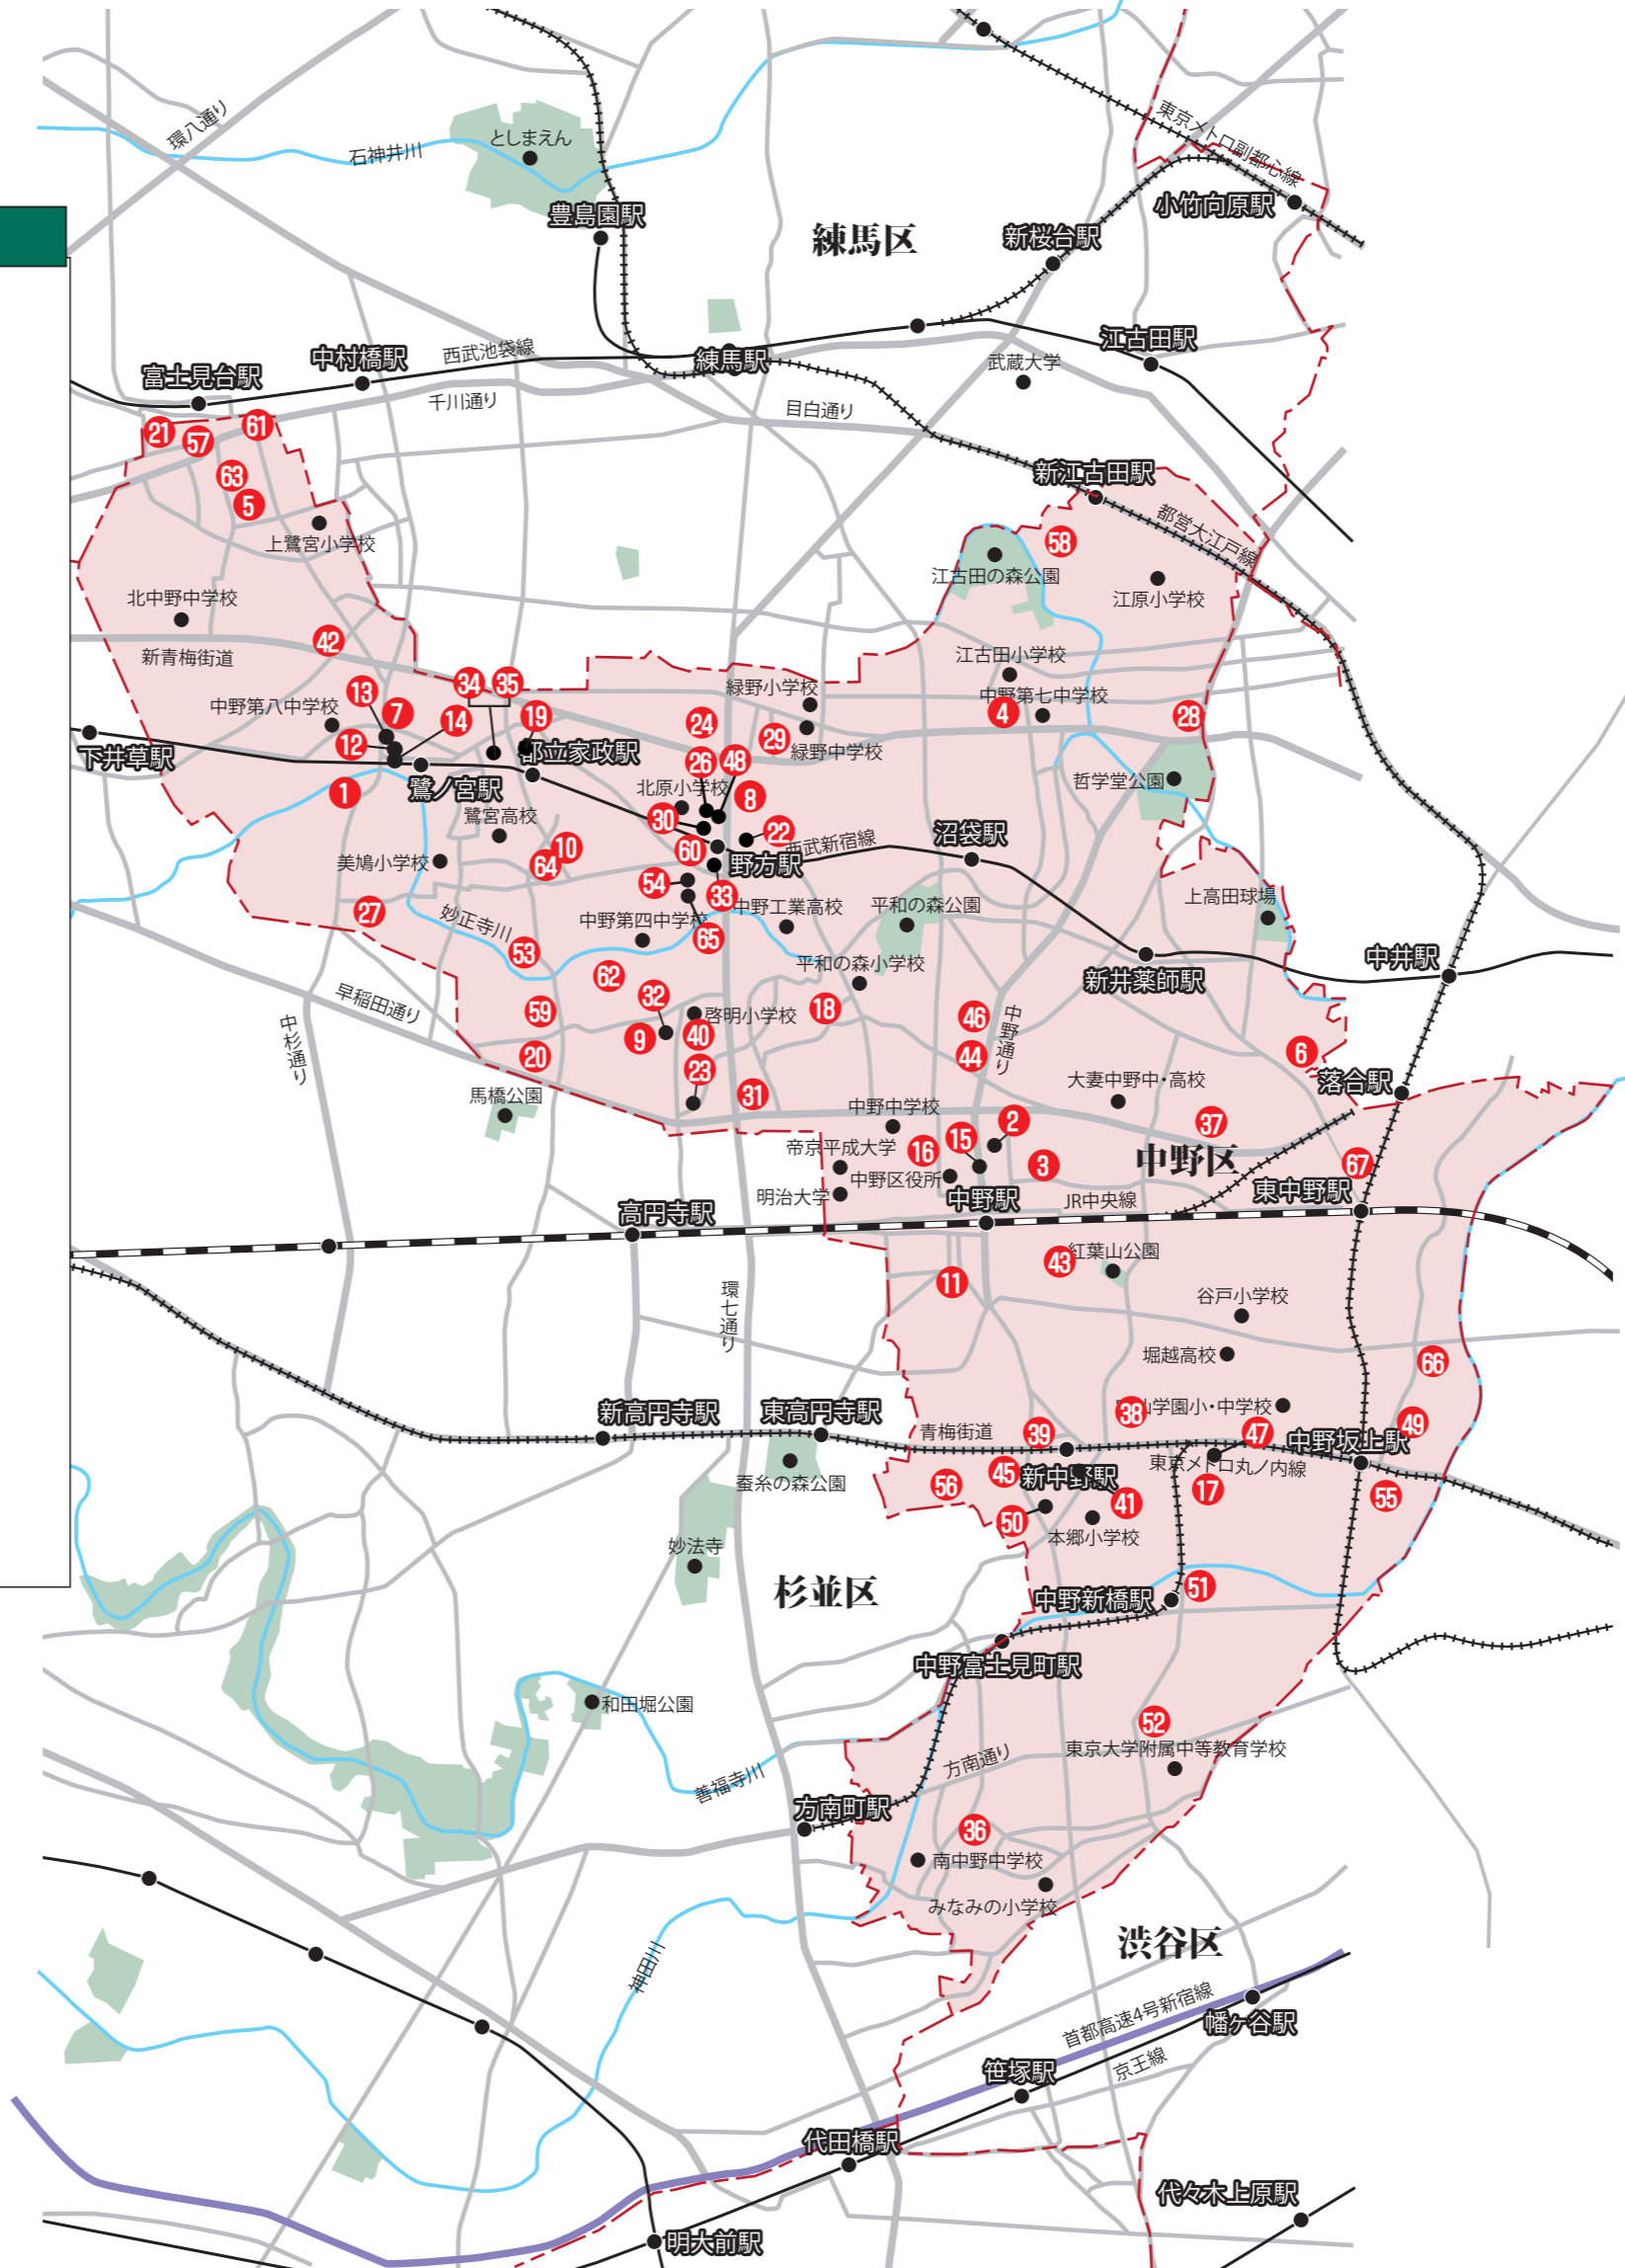 環八通り
石神井川
としまえん
豊島園駅
練馬区
東京メトロ副都心線
小竹向原駅
新桜台駅
富士見台駅
中村橋駅
西武池袋線
練馬駅
千川通り
目白通り
武蔵大学
江古田駅
21
57
61
63
5
上鷺宮小学校
新江古田駅
都営大江戸線
58
江古田の森公園
江原小学校
北中野中学校
新青梅街道
42
江古田小学校
中野第七中学校
4
28
34
35
13
7
14
19
12
中野第八中学校
下井草駅
1
鷺ノ宮駅
都立家政駅
緑野小学校
24
29
緑野中学校
26
48
北原小学校
8
30
22
60
野方駅
西武新宿線
沼袋駅
哲学堂公園
鷺宮高校
美鳩小学校
10
64
54
33
27
妙正寺川
中野第四中学校
65
中野工業高校
平和の森公園
上高田球場
53
62
平和の森小学校
新井薬師駅
中井駅
早稲田通り
中杉通り
59
32
9
啓明小学校
40
18
46
中野通り
44
6
20
23
31
馬橋公園
大妻中野中・高校
落合駅
中野中学校
2
37
帝京平成大学
16
15
3
中野区
67
中野区役所
明治大学
中野駅
JR中央線
東中野駅
高円寺駅
43
紅葉山公園
11
環七通り
谷戸小学校
堀越高校
66
新高円寺駅
東高円寺駅
青梅街道
39
38
山学園小・中学校
47
中野坂上駅
49
蚕糸の森公園
56
45
新中野駅
東京メトロ丸ノ内線
17
55
50
41
本郷小学校
妙法寺
杉並区
中野新橋駅
51
中野富士見町駅
和田堀公園
52
東京大学附属中等教育学校
善福寺川
方南通り
方南町駅
36
南中野中学校
みなみの小学校
神田川
渋谷区
首都高速4号新宿線
幡ヶ谷駅
京王線
笹塚駅
代田橋駅
代々木上原駅
明大前駅